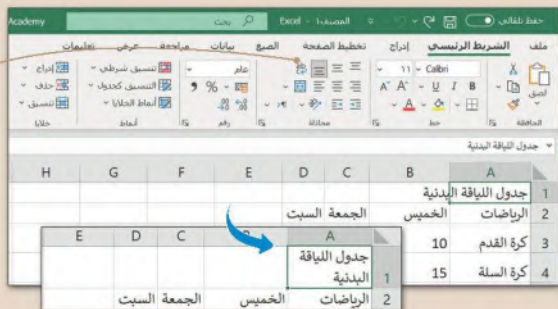 حفظ تلقائي المصنف1 - Excel بحث Academy
ملف الشريط الرئيسي إدراج تخطيط الصفحة الصيغ بيانات مراجعة عرض تعليمات
لصق Calibri 11 عام تنسيق شرطي إدراج
B I U A A % التنسيق كجدول حذف
A أنماط الخلايا تنسيق
الحافظة خط محاذاة رقم أنماط خلايا
جدول اللياقة البدنية
A B C D E F G H
1 جدول اللياقة البدنية
2 الرياضات الخميس الجمعة السبت
3 كرة القدم 10
4 كرة السلة 15
A C D E
جدول اللياقة
1 البدنية
2 الرياضات الخميس الجمعة السبت